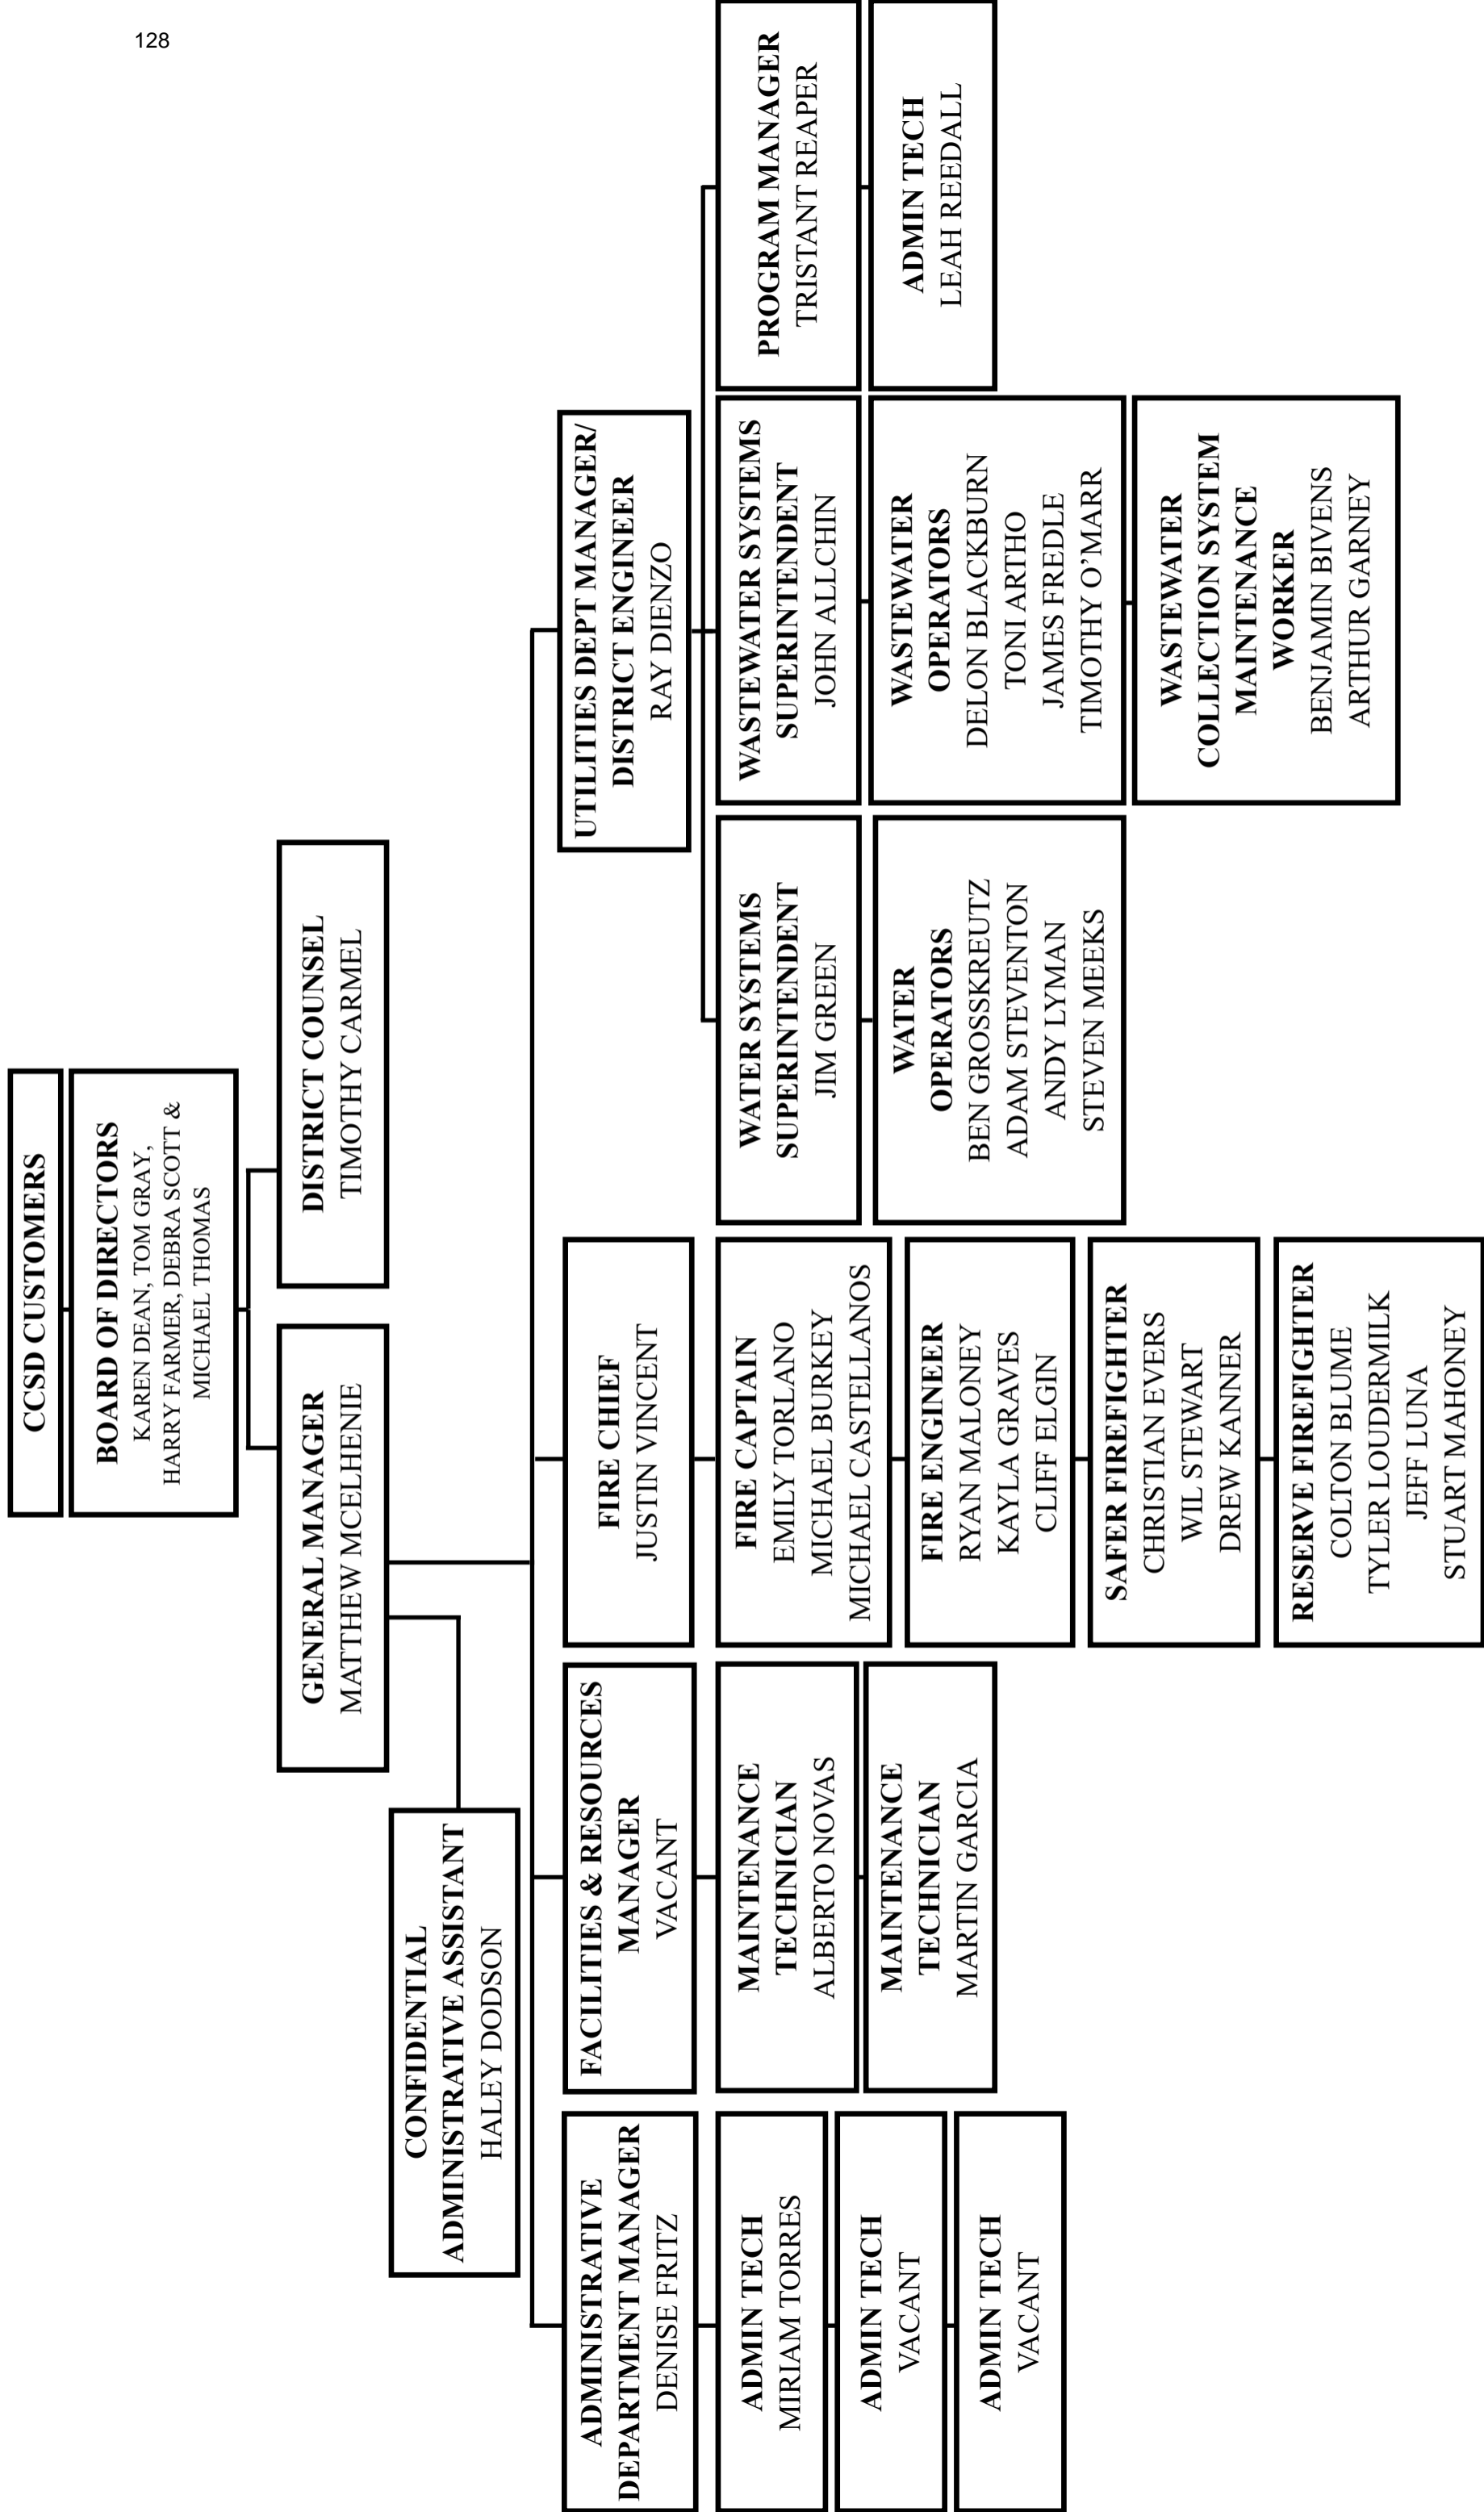 128
CCSD CUSTOMERS
BOARD OF DIRECTORS
KAREN DEAN, TOM GRAY,
HARRY FARMER, DEBRA SCOTT &
MICHAEL THOMAS
GENERAL MANAGER
MATTHEW MCELHENIE
DISTRICT COUNSEL
TIMOTHY CARMEL
CONFIDENTIAL
ADMINISTRATIVE ASSISTANT
HALEY DODSON
ADMINISTRATIVE
DEPARTMENT MANAGER
DENISE FRITZ
ADMIN TECH
MIRIAM TORRES
ADMIN TECH
VACANT
ADMIN TECH
VACANT
FACILITIES & RESOURCES
MANAGER
VACANT
MAINTENANCE
TECHNICIAN
ALBERTO NOVAS
MAINTENANCE
TECHNICIAN
MARTIN GARCIA
FIRE CHIEF
JUSTIN VINCENT
FIRE CAPTAIN
EMILY TORLANO
MICHAEL BURKEY
MICHAEL CASTELLANOS
FIRE ENGINEER
RYAN MALONEY
KAYLA GRAVES
CLIFF ELGIN
SAFER FIREFIGHTER
CHRISTIAN EVERS
WIL STEWART
DREW KANNER
RESERVE FIREFIGHTER
COLTON BLUME
TYLER LOUDERMILK
JEFF LUNA
STUART MAHONEY
UTILITIES DEPT MANAGER/
DISTRICT ENGINEER
RAY DIENZO
WATER SYSTEMS
SUPERINTENDENT
JIM GREEN
WATER
OPERATORS
BEN GROSSKREUTZ
ADAM STEVENTON
ANDY LYMAN
STEVEN MEEKS
WASTEWATER SYSTEMS
SUPERINTENDENT
JOHN ALLCHIN
WASTEWATER
OPERATORS
DELON BLACKBURN
TONI ARTHO
JAMES FREDLE
TIMOTHY O’MARR
WASTEWATER
COLLECTION SYSTEM
MAINTENANCE
WORKER
BENJAMIN BIVENS
ARTHUR GARNEY
PROGRAM MANAGER
TRISTANT REAPER
ADMIN TECH
LEAH REEDALL